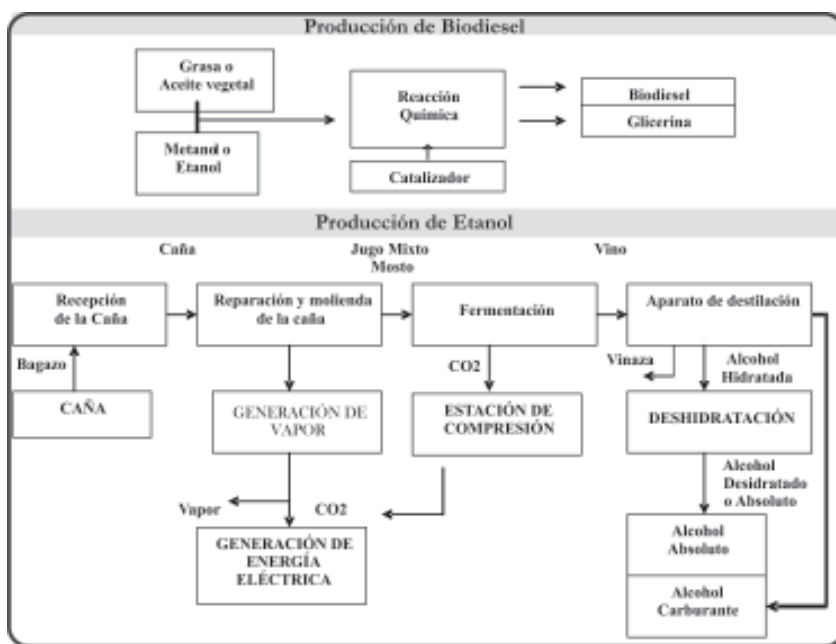 Producción de Biodiesel
Grasa o
Aceite vegetal
Metanol o
Etanol
Reacción
Quimica
Catalizador
Biodiesel
Glicerina
Producción de Etanol
Caña
Jugo Mixto
Mosto
Vino
Recepción
de la Caña
Reparación y molienda
de la caña
Fermentación
Aparato de destilación
Bagazo
CO2
Vinaza
Alcohol
Hidratada
CAÑA
GENERACIÓN DE
VAPOR
ESTACIÓN DE
COMPRESIÓN
DESHIDRATACIÓN
Vapor
CO2
Alcohol
Desidratado
o Absoluto
GENERACIÓN DE
ENERGÍA
ELÉCTRICA
Alcohol
Absoluto
Alcohol
Carburante